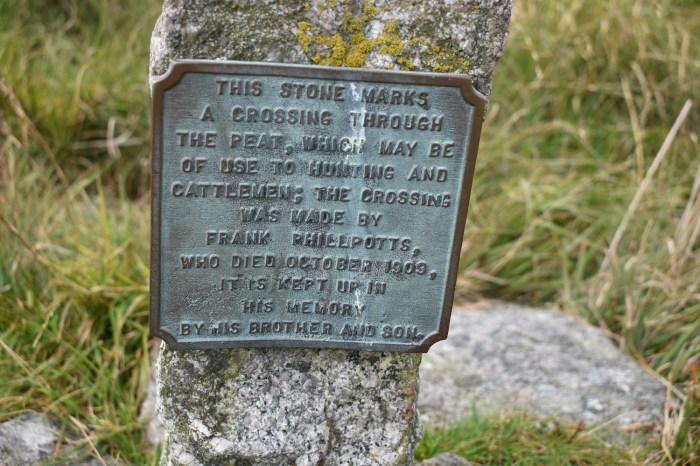 THIS STONE MARKS
A CROSSING THROUGH
THE PEAT, WHICH MAY BE
OF USE TO HUNTING AND
CATTLEMEN; THE CROSSING
WAS MADE BY
FRANK PHILLPOTTS,
WHO DIED OCTOBER 1909,
IT IS KEPT UP IN
HIS MEMORY
BY HIS BROTHER AND SON.